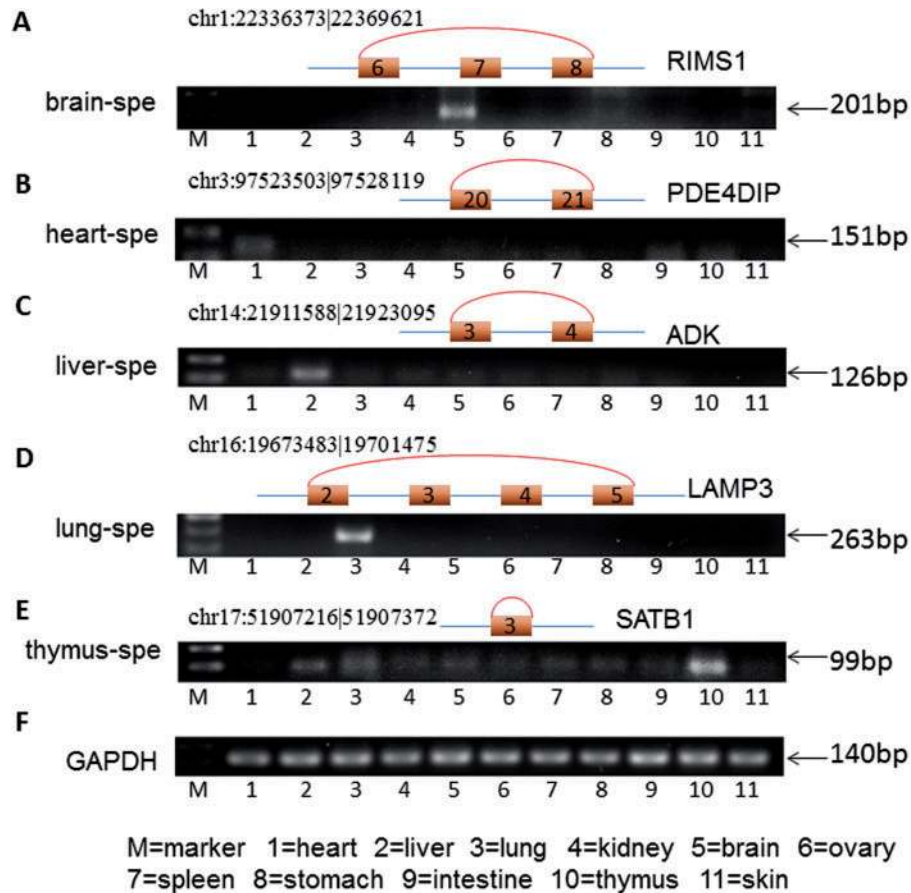 A
chr1:22336373|22369621
6 7 8
RIMS1
brain-spe
201bp
M 1 2 3 4 5 6 7 8 9 10 11
B
chr3:97523503|97528119
20 21
PDE4DIP
heart-spe
151bp
M 1 2 3 4 5 6 7 8 9 10 11
C
chr14:21911588|21923095
3 4
ADK
liver-spe
126bp
M 1 2 3 4 5 6 7 8 9 10 11
D
chr16:19673483|19701475
2 3 4 5
LAMP3
lung-spe
263bp
M 1 2 3 4 5 6 7 8 9 10 11
E
chr17:51907216|51907372
3
SATB1
thymus-spe
99bp
M 1 2 3 4 5 6 7 8 9 10 11
F
GAPDH
140bp
M 1 2 3 4 5 6 7 8 9 10 11
M=marker 1=heart 2=liver 3=lung 4=kidney 5=brain 6=ovary
7=spleen 8=stomach 9=intestine 10=thymus 11=skin